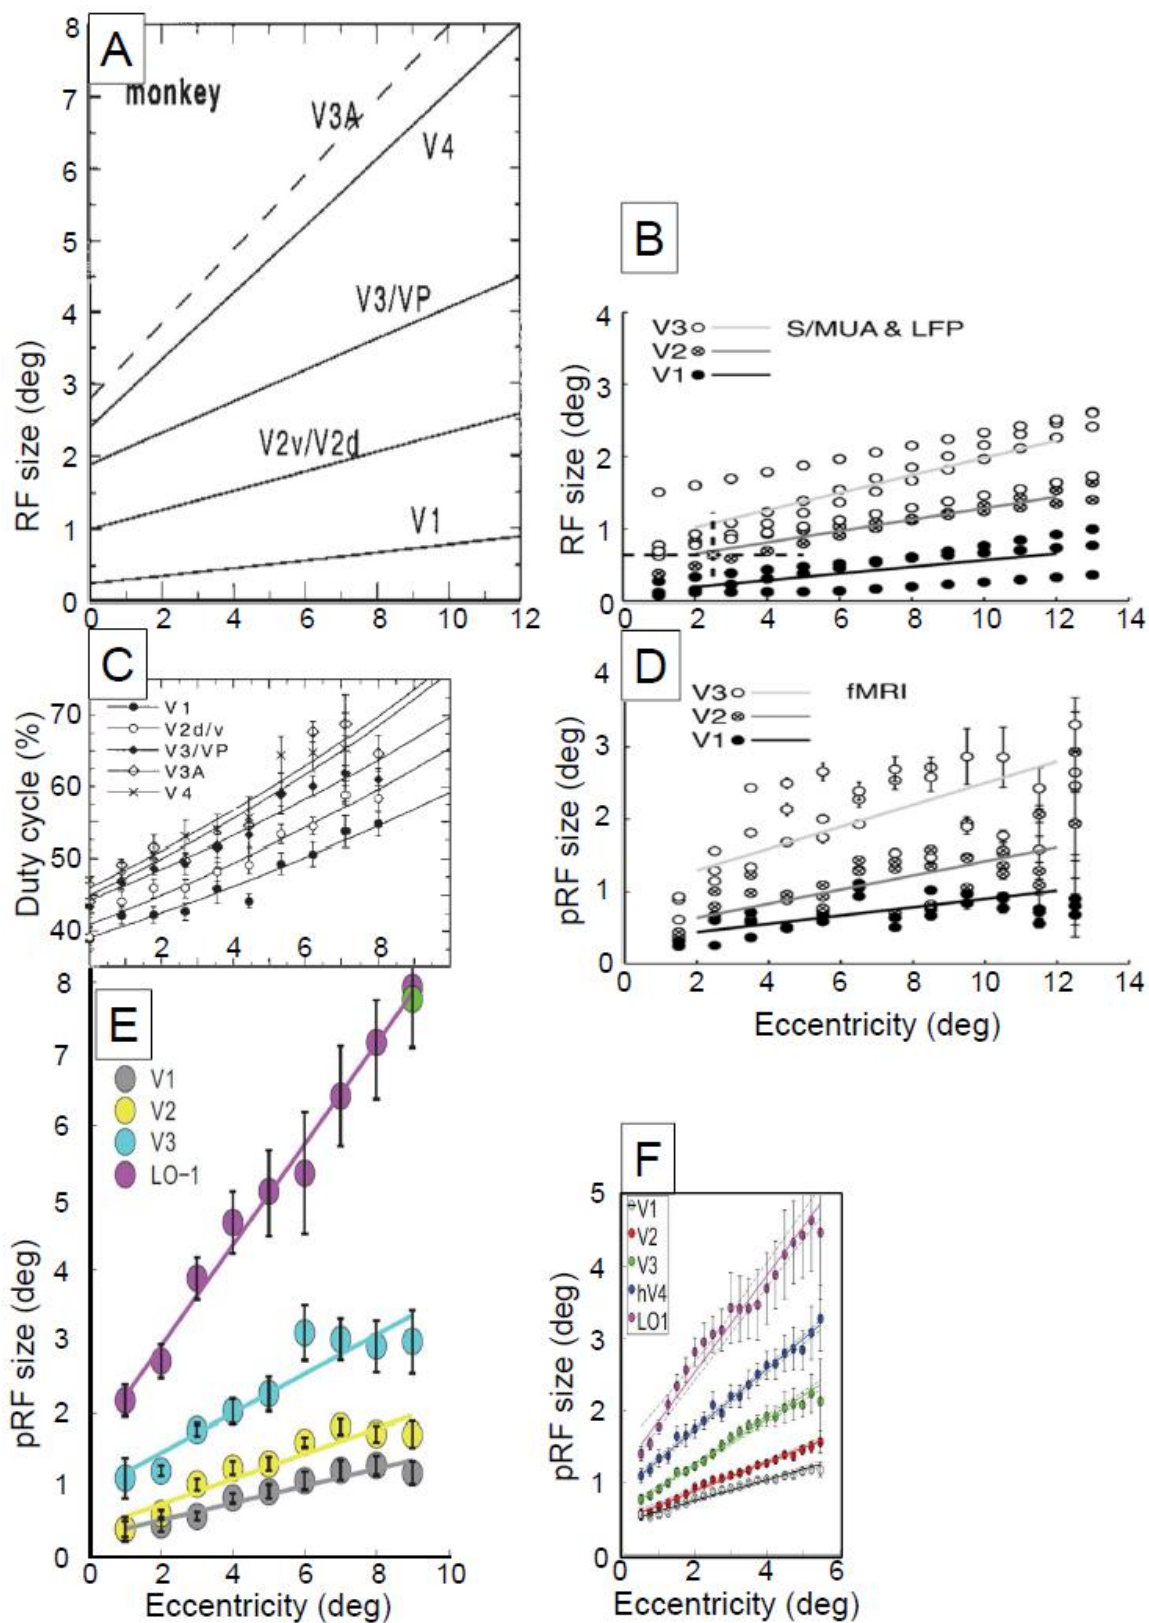 A
monkey
V3A
V4
V3/VP
V2v/V2d
V1
RF size (deg)
8
7
6
5
4
3
2
1
0
0 2 4 6 8 10 12
B
V3 S/MUA & LFP
V2
V1
RF size (deg)
4
3
2
1
0
0 2 4 6 8 10 12 14
C
V1
V2d/v
V3/VP
V3A
V4
Duty cycle (%)
70
60
50
40
0 2 4 6 8
D
V3 fMRI
V2
V1
pRF size (deg)
4
3
2
1
0
0 2 4 6 8 10 12 14
Eccentricity (deg)
E
V1
V2
V3
LO-1
pRF size (deg)
8
7
6
5
4
3
2
1
0
0 2 4 6 8 10
Eccentricity (deg)
F
V1
V2
V3
hV4
LO1
pRF size (deg)
5
4
3
2
1
0
0 2 4 6
Eccentricity (deg)